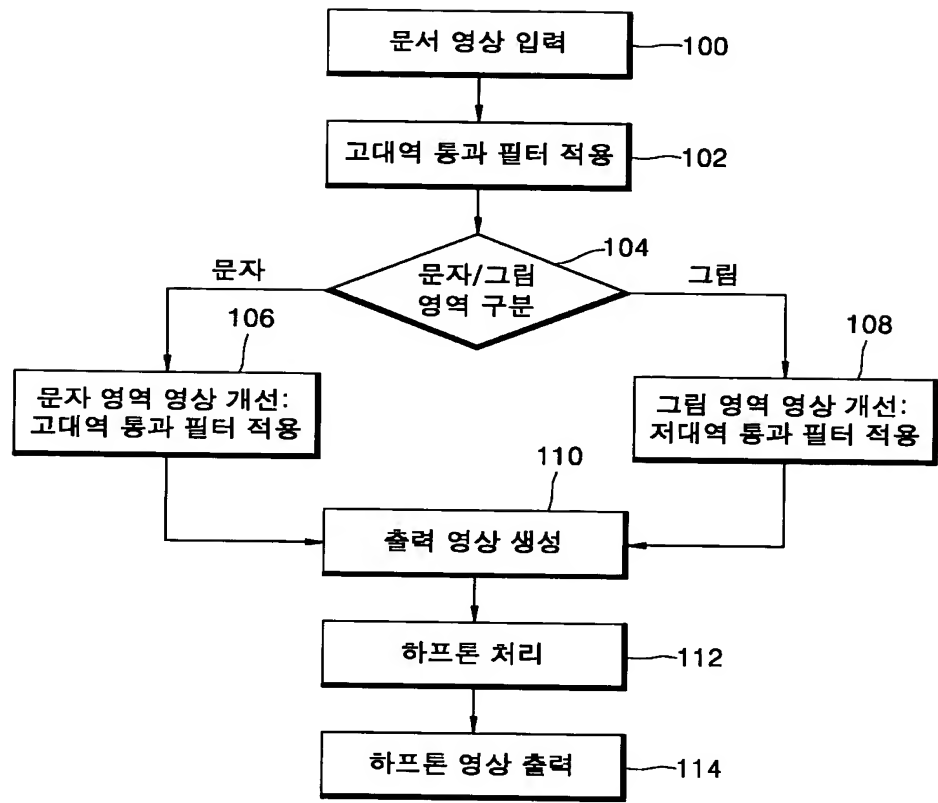 문서 영상 입력
100
고대역 통과 필터 적용
102
문자/그림
영역 구분
104
문자
그림
106
문자 영역 영상 개선:
고대역 통과 필터 적용
108
그림 영역 영상 개선:
저대역 통과 필터 적용
110
출력 영상 생성
하프톤 처리
112
하프톤 영상 출력
114